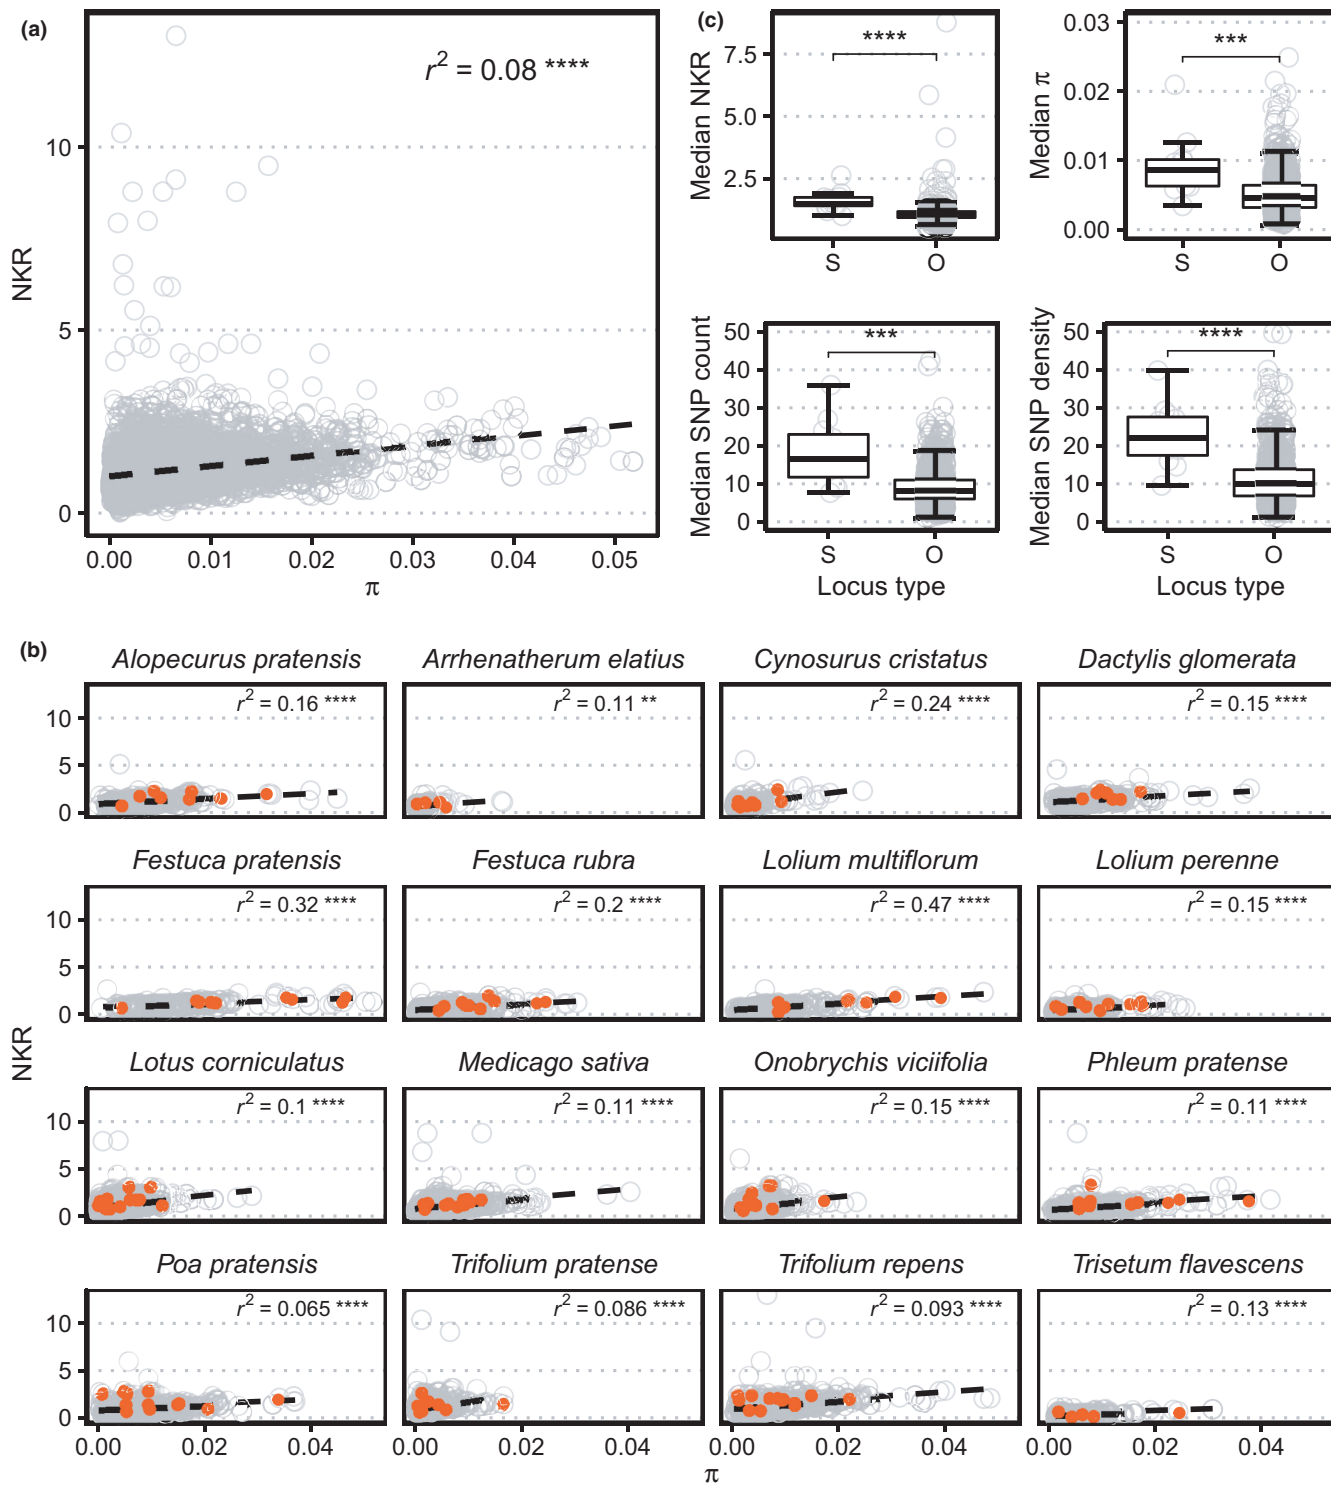 (a)
r² = 0.08 ****
NKR
10
5
0
0.00 0.01 0.02 0.03 0.04 0.05
π
(c)
Median NKR
7.5
5.0
2.5
****
S O
Median π
0.03
0.02
0.01
0.00
***
S O
Median SNP count
50
40
30
20
10
0
***
S O
Locus type
Median SNP density
50
40
30
20
10
0
****
S O
Locus type
(b)
NKR
Alopecurus pratensis Arrhenatherum elatius Cynosurus cristatus Dactylis glomerata
r² = 0.16 **** r² = 0.11 ** r² = 0.24 **** r² = 0.15 ****
10
5
0
Festuca pratensis Festuca rubra Lolium multiflorum Lolium perenne
r² = 0.32 **** r² = 0.2 **** r² = 0.47 **** r² = 0.15 ****
10
5
0
Lotus corniculatus Medicago sativa Onobrychis viciifolia Phleum pratense
r² = 0.1 **** r² = 0.11 **** r² = 0.15 **** r² = 0.11 ****
10
5
0
Poa pratensis Trifolium pratense Trifolium repens Trisetum flavescens
r² = 0.065 **** r² = 0.086 **** r² = 0.093 **** r² = 0.13 ****
10
5
0
0.00 0.02 0.04 0.00 0.02 0.04 0.00 0.02 0.04 0.00 0.02 0.04
π